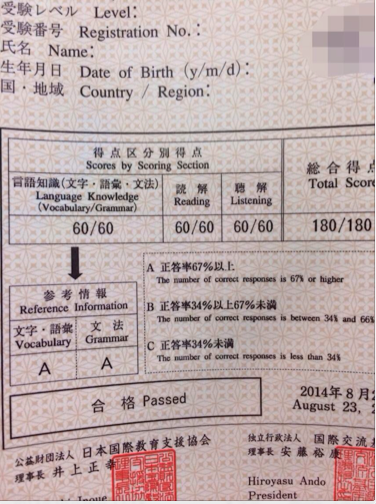 受験レベル Level:
受験番号 Registration No.:
氏名 Name:
生年月日 Date of Birth (y/m/d):
国・地域 Country / Region:
得点区分別得点
Scores by Scoring Section
総合得点
Total Score
言語知識(文字・語彙・文法)
Language Knowledge
(Vocabulary/Grammar)
読解
Reading
聴解
Listening
60/60 60/60 60/60 180/180
参考情報
Reference Information
文字・語彙
Vocabulary
文法
Grammar
A A
A 正答率67%以上
The number of correct responses is 67% or higher
B 正答率34%以上67%未満
The number of correct responses is between 34% and 66%
C 正答率34%未満
The number of correct responses is less than 34%
合格 Passed
2014年8月2
August 23, 2
公益財団法人 日本国際教育支援協会
理事長 井上正幸
Inoue
独立行政法人 国際交流
理事長 安藤裕康
Hiroyasu Ando
President